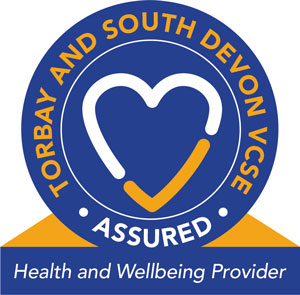 TORBAY AND SOUTH DEVON VCSE
• ASSURED •
Health and Wellbeing Provider